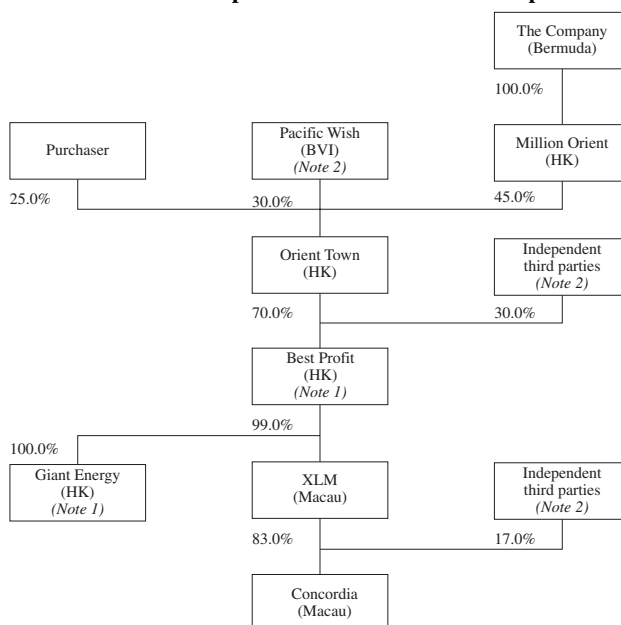 The Company
(Bermuda)
100.0%
Purchaser
Pacific Wish
(BVI)
(Note 2)
Million Orient
(HK)
25.0%
30.0%
45.0%
Orient Town
(HK)
Independent
third parties
(Note 2)
70.0%
30.0%
Best Profit
(HK)
(Note 1)
99.0%
100.0%
Giant Energy
(HK)
(Note 1)
XLM
(Macau)
Independent
third parties
(Note 2)
83.0%
17.0%
Concordia
(Macau)